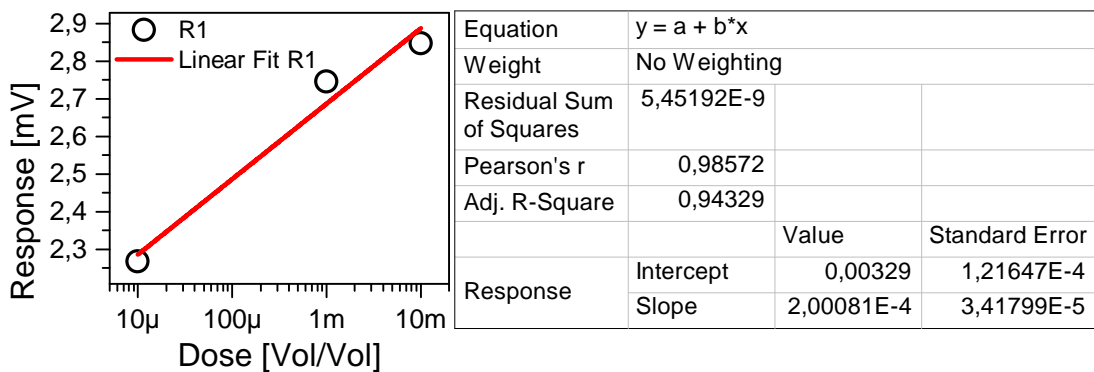 2,9
2,8
2,7
2,6
2,5
2,4
2,3
Response [mV]
R1
Linear Fit R1
10µ 100µ 1m 10m
Dose [Vol/Vol]
Equation y = a + b*x
Weight No Weighting
Residual Sum
of Squares 5,45192E-9
Pearson's r 0,98572
Adj. R-Square 0,94329
Value Standard Error
Response
Intercept 0,00329 1,21647E-4
Slope 2,00081E-4 3,41799E-5